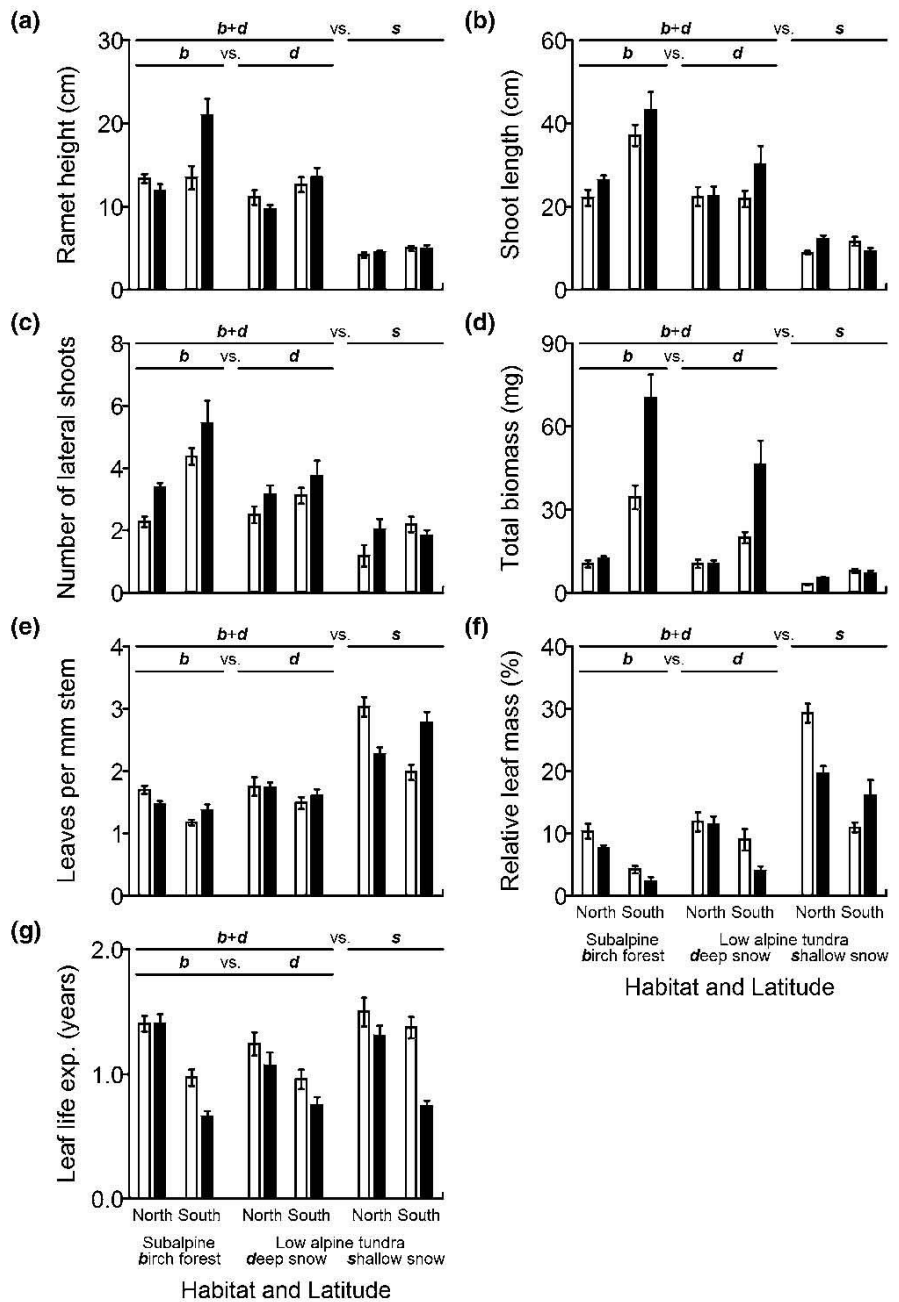 (a)
b+d vs. s
b vs. d
Ramet height (cm)
30
20
10
0
(b)
b+d vs. s
b vs. d
Shoot length (cm)
60
40
20
0
(c)
b+d vs. s
b vs. d
Number of lateral shoots
8
6
4
2
0
(d)
b+d vs. s
b vs. d
Total biomass (mg)
90
60
30
0
(e)
b+d vs. s
b vs. d
Leaves per mm stem
4
3
2
1
0
(f)
b+d vs. s
b vs. d
Relative leaf mass (%)
40
30
20
10
0
North South North South North South
Subalpine Low alpine tundra
birch forest deep snow shallow snow
Habitat and Latitude
(g)
b+d vs. s
b vs. d
Leaf life exp. (years)
2.0
1.0
0.0
North South North South North South
Subalpine Low alpine tundra
birch forest deep snow shallow snow
Habitat and Latitude